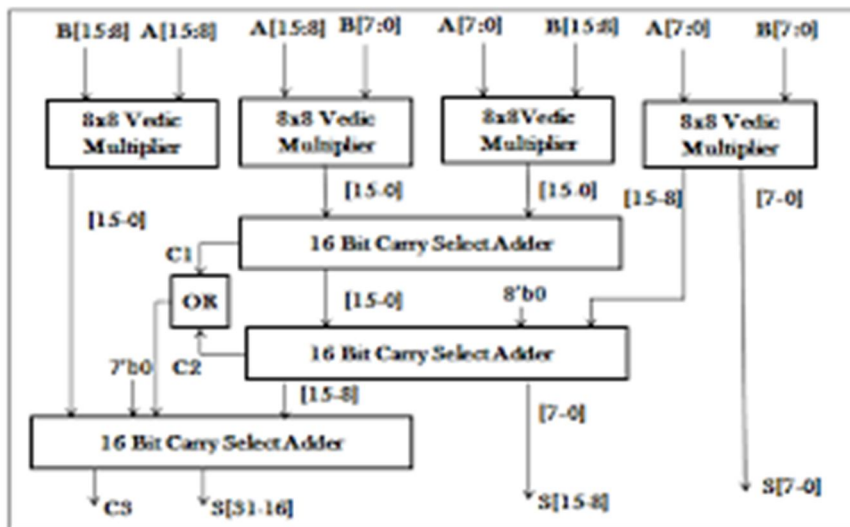 B[15:8] A[15:8] A[15:8] B[7:0] A[7:0] B[15:8] A[7:0] B[7:0]
8x8 Vedic Multiplier
8x8 Vedic Multiplier
8x8 Vedic Multiplier
8x8 Vedic Multiplier
[15-0] [15-0] [15-0] [15-8] [7-0]
16 Bit Carry Select Adder
C1
OR
[15-0] 8'b0
16 Bit Carry Select Adder
7'b0 C2
[15-8] [7-0]
16 Bit Carry Select Adder
C3 S[31-16] S[15-8] S[7-0]